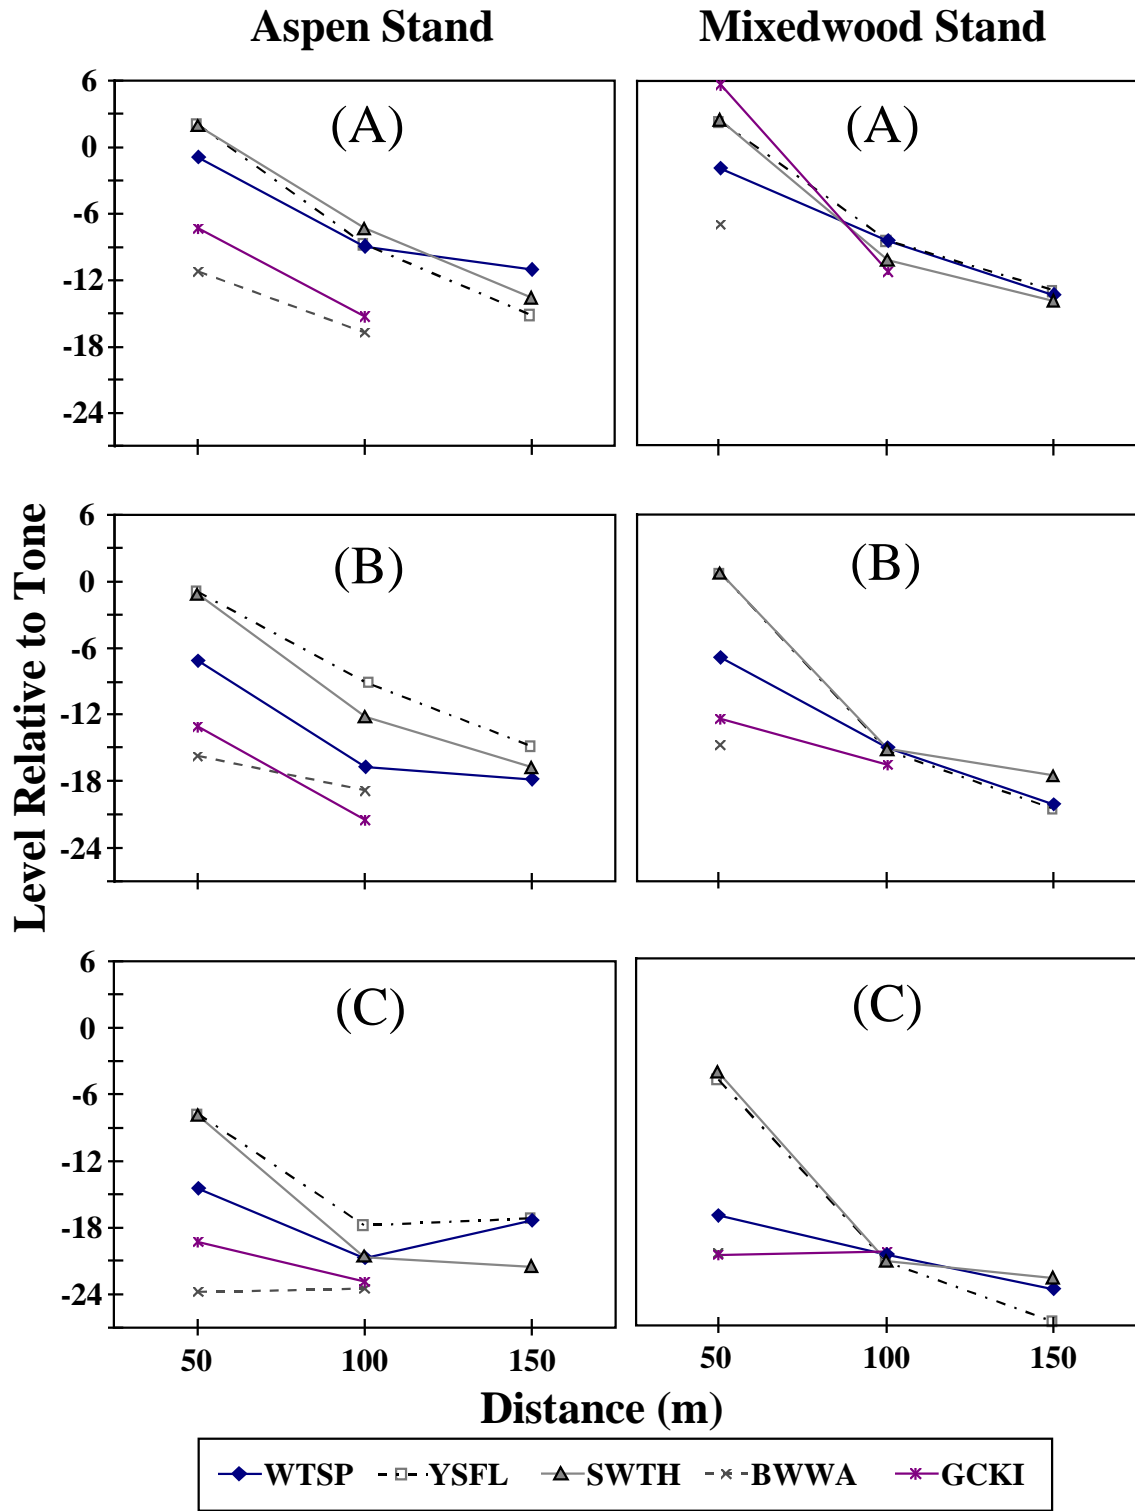 Aspen Stand
Mixedwood Stand
6
0
-6
-12
-18
-24
(A)
(A)
6
0
-6
-12
-18
-24
(B)
(B)
6
0
-6
-12
-18
-24
(C)
(C)
Level Relative to Tone
50 100 150
50 100 150
Distance (m)
WTSP YSFL SWTH BWWA GCKI